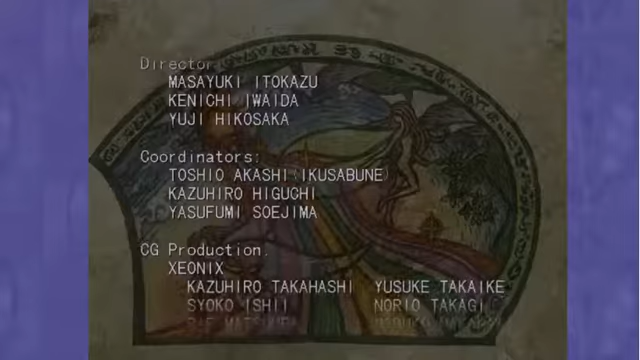 Director
MASAYUKI ITOKAZU
KENICHI IWAIDA
YUJI HIKOSAKA
Coordinators:
TOSHIO AKASHI(IKUSABUNE)
KAZUHIRO HIGUCHI
YASUFUMI SOEJIMA
CG Production.
XEONIX
KAZUHIRO TAKAHASHI YUSUKE TAKAIKE
SYOKO ISHII NORIO TAKAGI